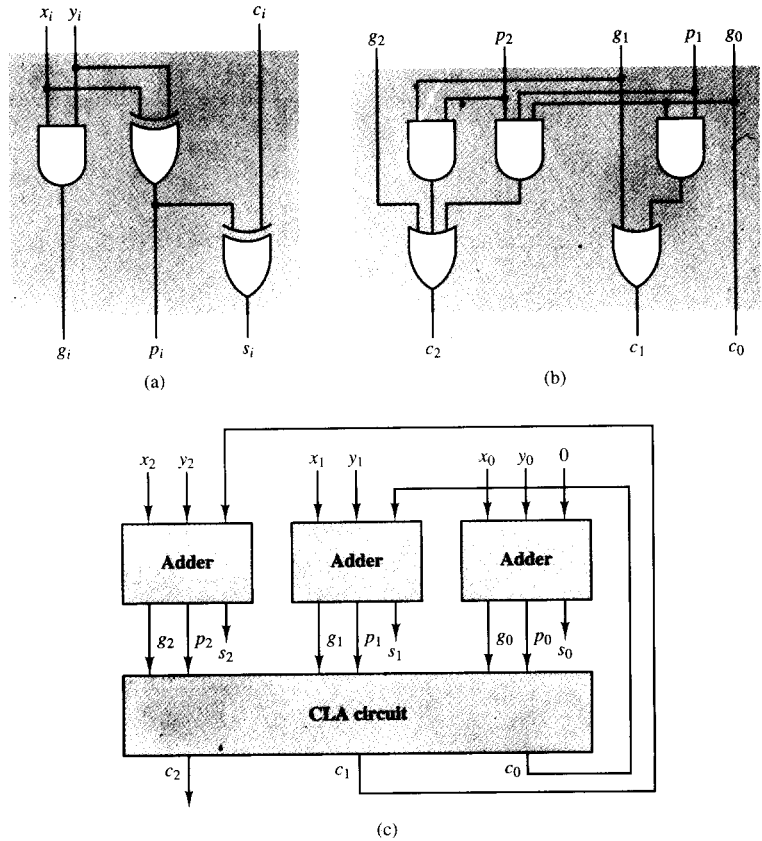 x_i y_i c_i
g_i p_i s_i
(a)
g_2 p_2 g_1 p_1 g_0
c_2 c_1 c_0
(b)
x_2 y_2 x_1 y_1 x_0 y_0 0
Adder Adder Adder
g_2 p_2 s_2 g_1 p_1 s_1 g_0 p_0 s_0
CLA circuit
c_2 c_1 c_0
(c)